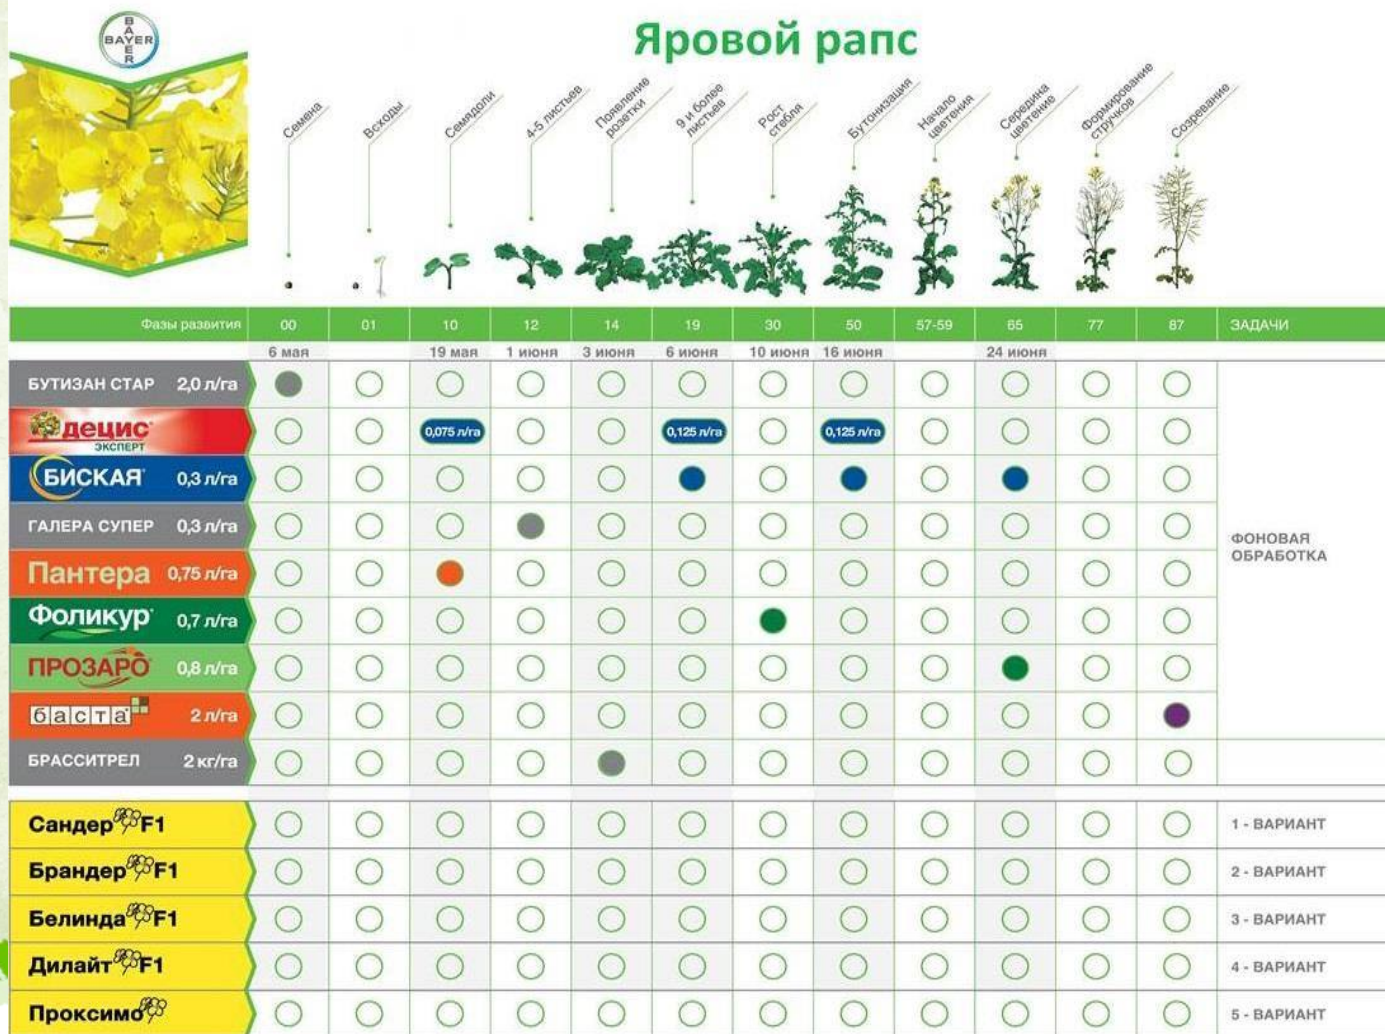 BAYER
BAYER
Яровой рапс
Семена
Всходы
Семядоли
4-5 листьев
Появление
розетки
9 и более
листьев
Рост
стебля
Бутонизация
Начало
цветения
Середина
цветение
Формирование
стручков
Созревание
Фазы развития 00 01 10 12 14 19 30 50 57-59 65 77 87 ЗАДАЧИ
6 мая 19 мая 1 июня 3 июня 6 июня 10 июня 16 июня 24 июня
БУТИЗАН СТАР 2,0 л/га
децис 0,075 л/га 0,125 л/га 0,125 л/га
ЭКСПЕРТ
БИСКАЯ 0,3 л/га
ГАЛЕРА СУПЕР 0,3 л/га
ФОНОВАЯ
ОБРАБОТКА
Пантера 0,75 л/га
Фоликур 0,7 л/га
ПРОЗАРО 0,8 л/га
баста 2 л/га
БРАССИТРЕЛ 2 кг/га
Сандер F1 1 - ВАРИАНТ
Брандер F1 2 - ВАРИАНТ
Белинда F1 3 - ВАРИАНТ
Дилайт F1 4 - ВАРИАНТ
Проксимо 5 - ВАРИАНТ